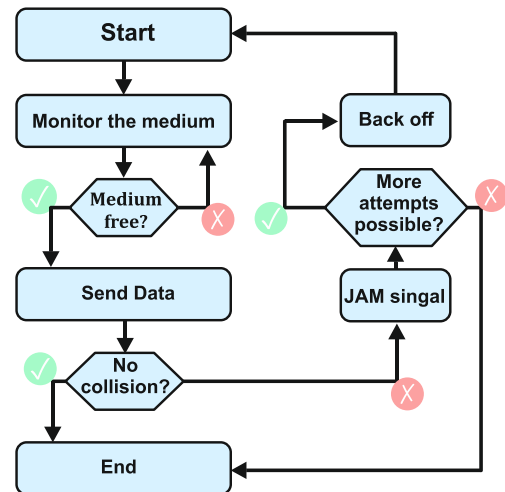 Start
Monitor the medium
Medium
free?
Send Data
No
collision?
End
Back off
More
attempts
possible?
JAM singal